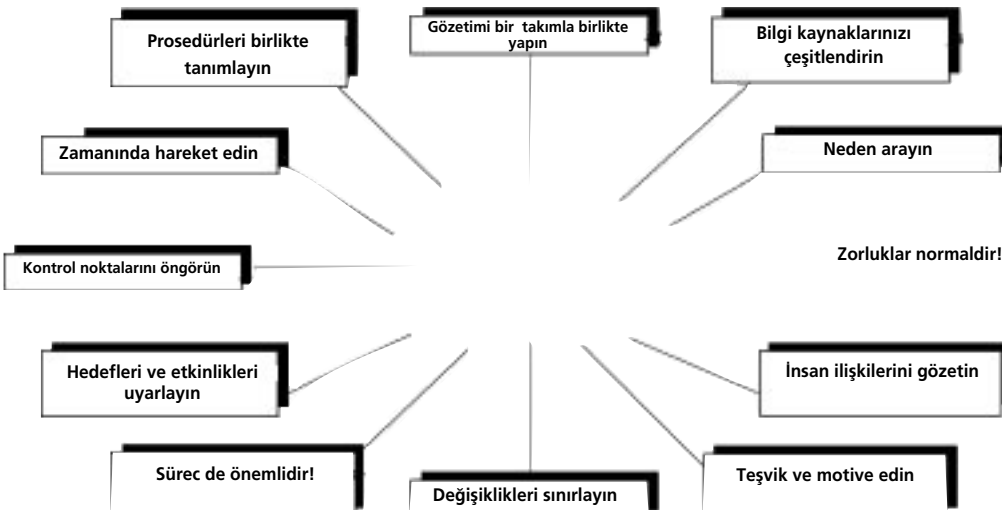 Prosedürleri birlikte
tanımlayın
Gözetimi bir takımla birlikte
yapın
Bilgi kaynaklarınızı
çeşitlendirin
Zamanında hareket edin
Neden arayın
Kontrol noktalarını öngörün
Zorluklar normaldir!
Hedefleri ve etkinlikleri
uyarlayın
İnsan ilişkilerini gözetin
Sürec de önemlidir!
Değişiklikleri sınırlayın
Teşvik ve motive edin